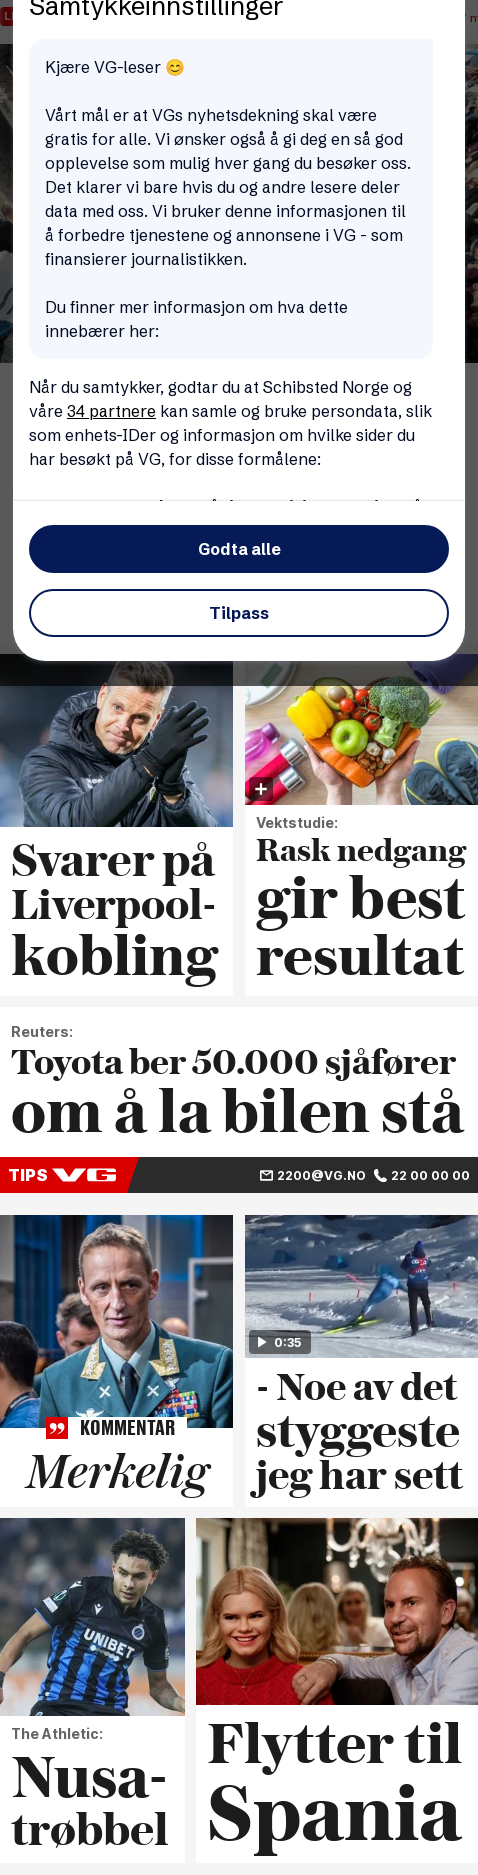 Samtykkeinnstillinger
Kjære VG-leser 😊
Vårt mål er at VGs nyhetsdekning skal være
gratis for alle. Vi ønsker også å gi deg en så god
opplevelse som mulig hver gang du besøker oss.
Det klarer vi bare hvis du og andre lesere deler
data med oss. Vi bruker denne informasjonen til
å forbedre tjenestene og annonsene i VG - som
finansierer journalistikken.
Du finner mer informasjon om hva dette
innebærer her:
Når du samtykker, godtar du at Schibsted Norge og
våre 34 partnere kan samle og bruke persondata, slik
som enhets-IDer og informasjon om hvilke sider du
har besøkt på VG, for disse formålene:
Godta alle
Tilpass
Svarer på
Liverpool-
kobling
Vektstudie:
Rask nedgang
gir best
resultat
Reuters:
Toyota ber 50.000 sjåfører
om å la bilen stå
TIPS VG
2200@VG.NO 22 00 00 00
KOMMENTAR
Merkelig
0:35
- Noe av det
styggeste
jeg har sett
UNIBET
The Athletic:
Nusa-
trøbbel
Flytter til
Spania